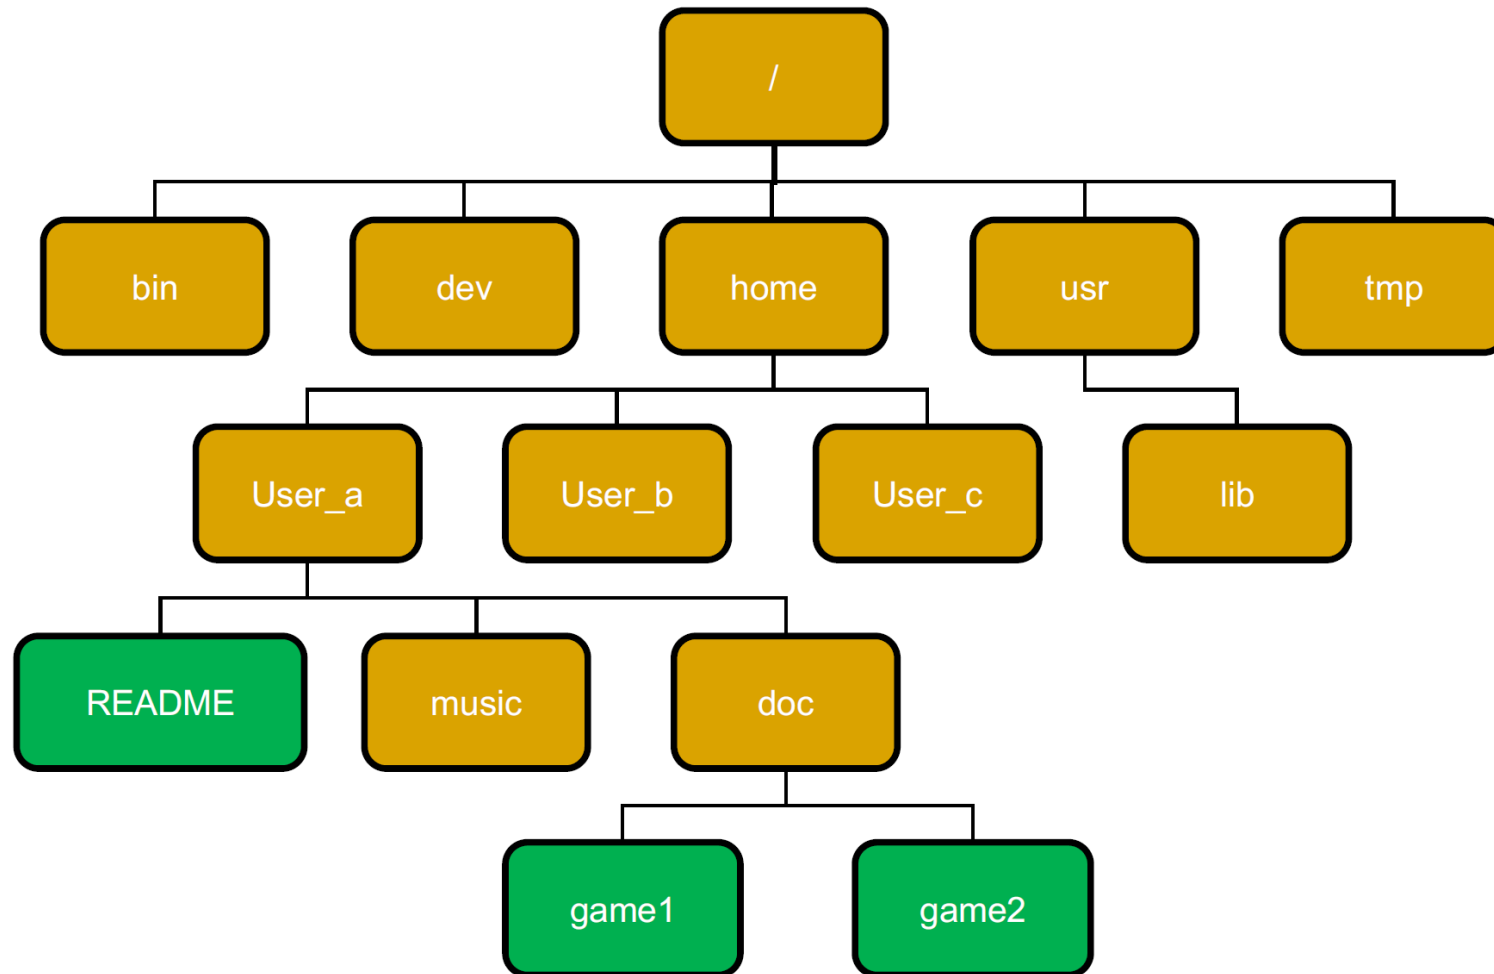 /
bin
dev
home
usr
tmp
User_a
User_b
User_c
lib
README
music
doc
game1
game2